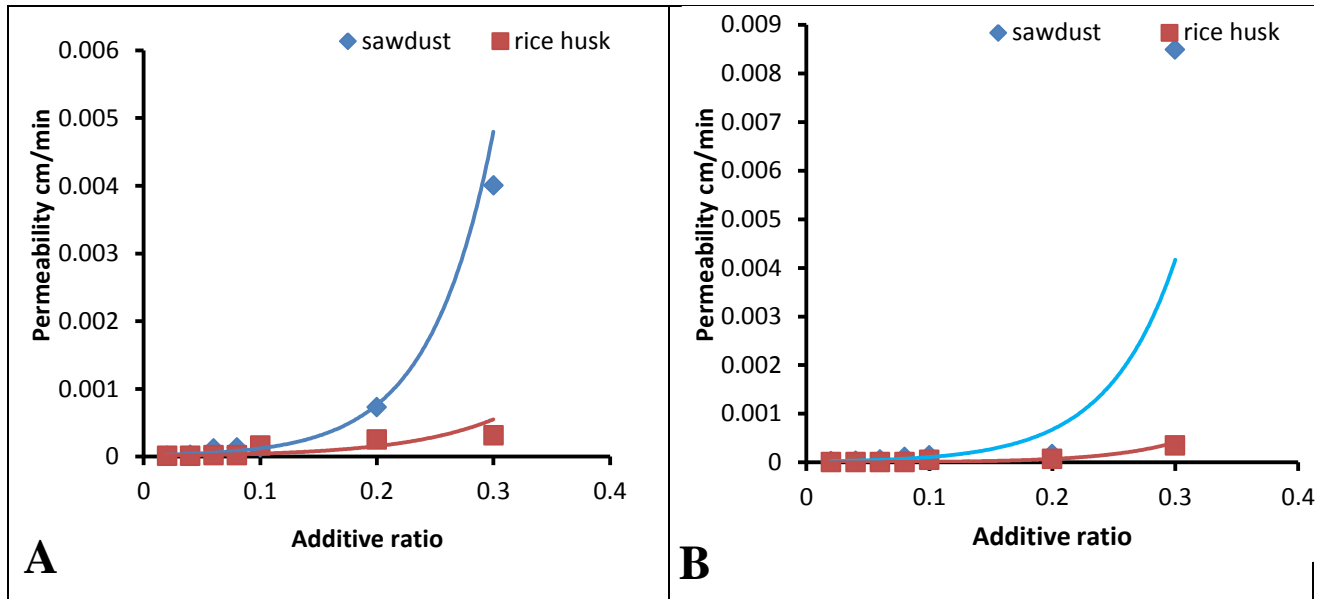 sawdust rice husk
0.006
0.005
0.004
0.003
0.002
0.001
0
Permeability cm/min
0 0.1 0.2 0.3 0.4
Additive ratio
A
sawdust rice husk
0.009
0.008
0.007
0.006
0.005
0.004
0.003
0.002
0.001
0
Permeability cm/min
0 0.1 0.2 0.3 0.4
Additive ratio
B